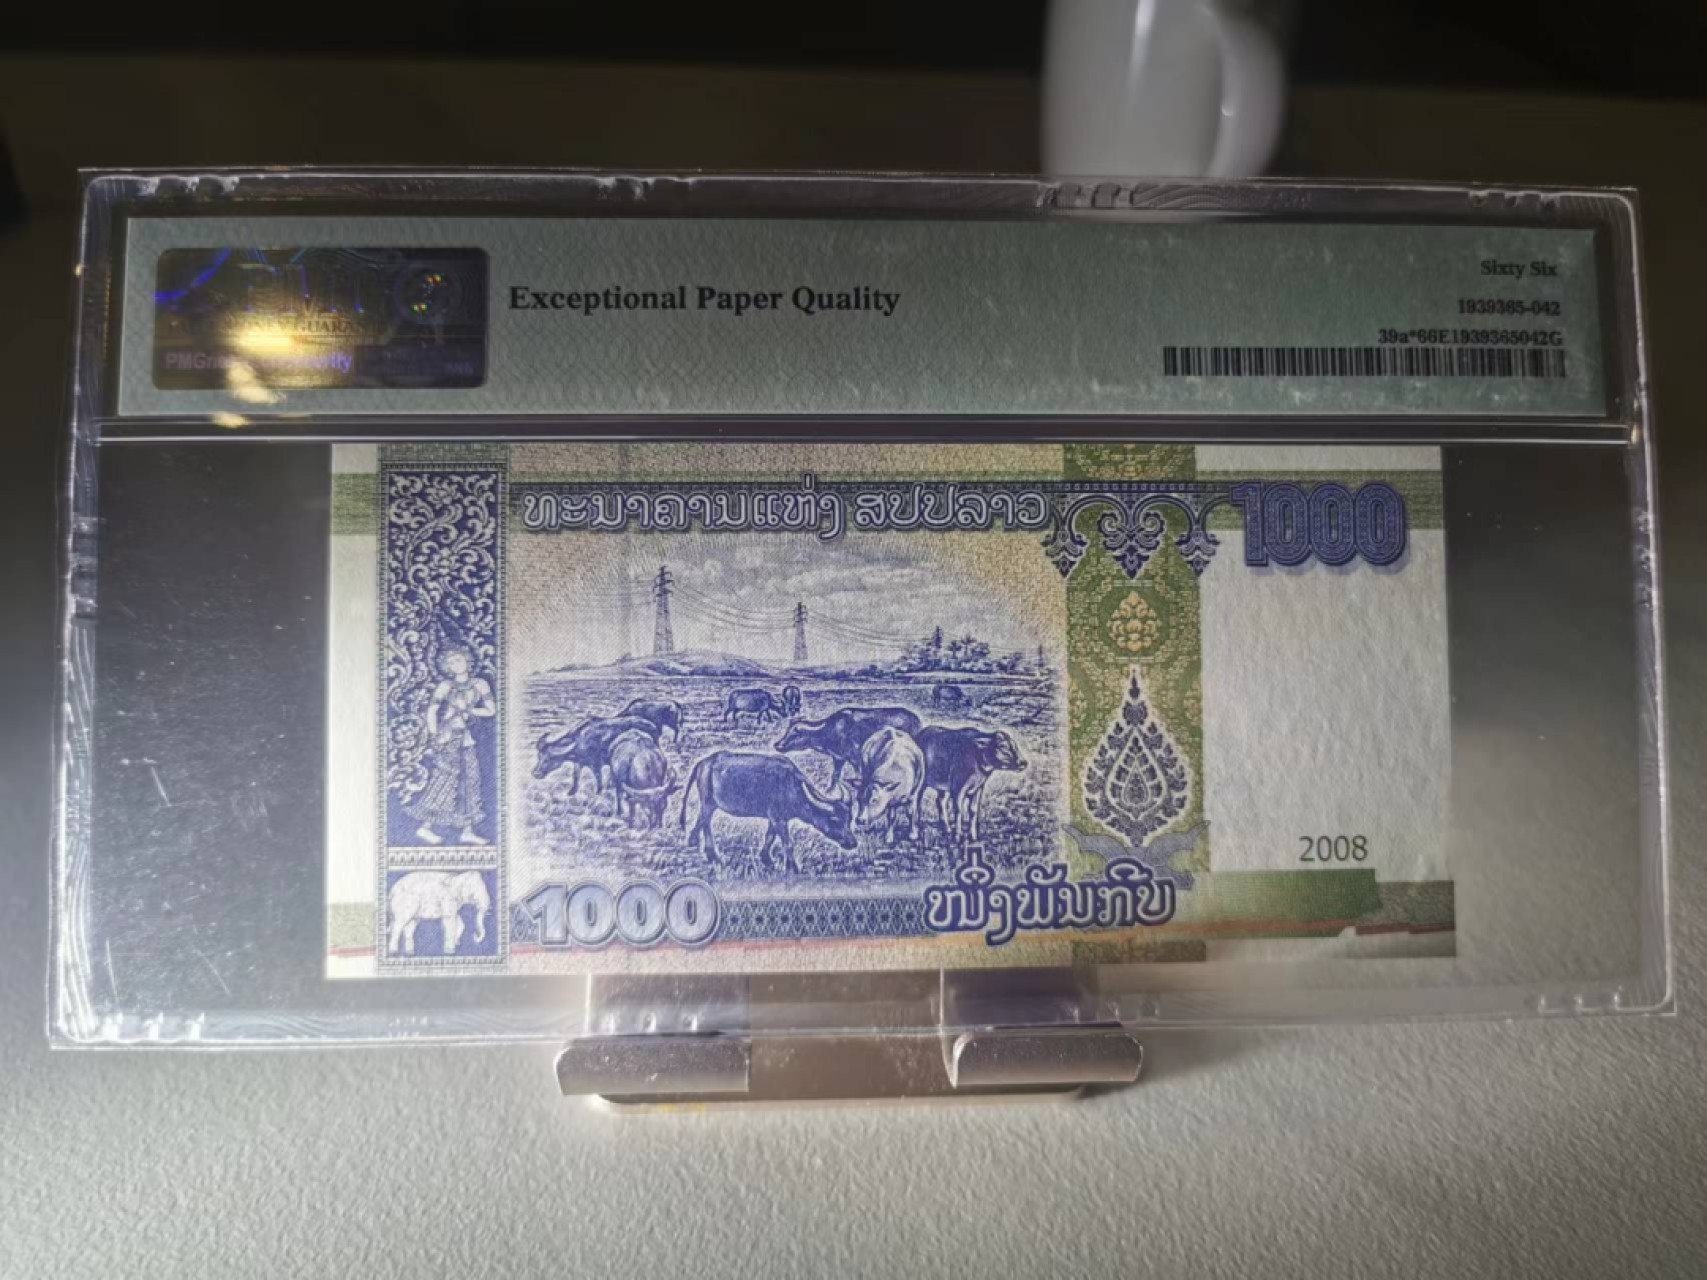 Sixty Six
Exceptional Paper Quality
1939365-042
39a*66E1939365042G
ທະນາຄານແຫ່ງ ສປປລາວ 1000
2008
1000 ໜຶ່ງພັນກີບ